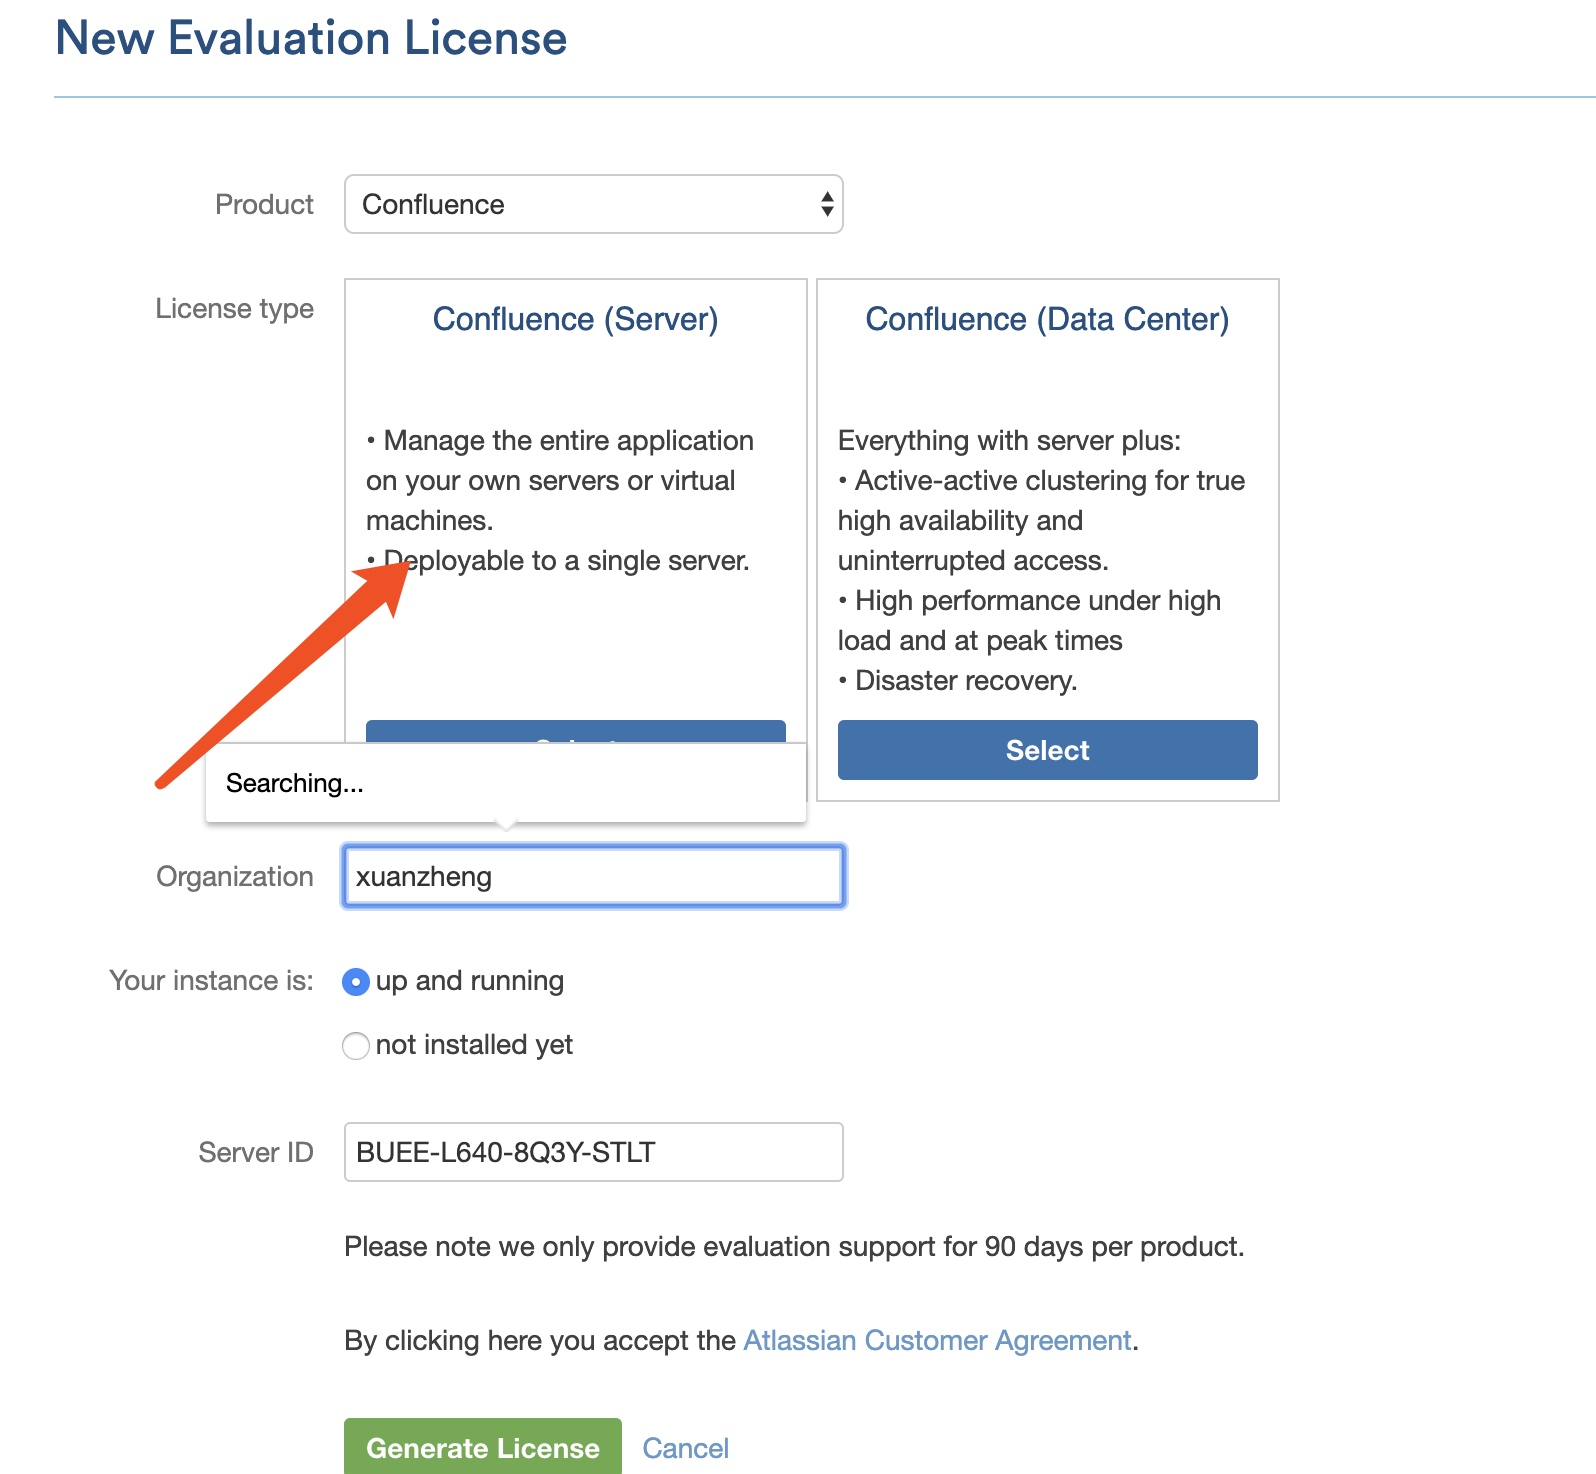 New Evaluation License
Product
Confluence
License type
Confluence (Server)
• Manage the entire application
on your own servers or virtual
machines.
• Deployable to a single server.
Confluence (Data Center)
Everything with server plus:
• Active-active clustering for true
high availability and
uninterrupted access.
• High performance under high
load and at peak times
• Disaster recovery.
Select
Searching...
Organization
xuanzheng
Your instance is:
up and running
not installed yet
Server ID
BUEE-L640-8Q3Y-STLT
Please note we only provide evaluation support for 90 days per product.
By clicking here you accept the Atlassian Customer Agreement.
Generate License
Cancel